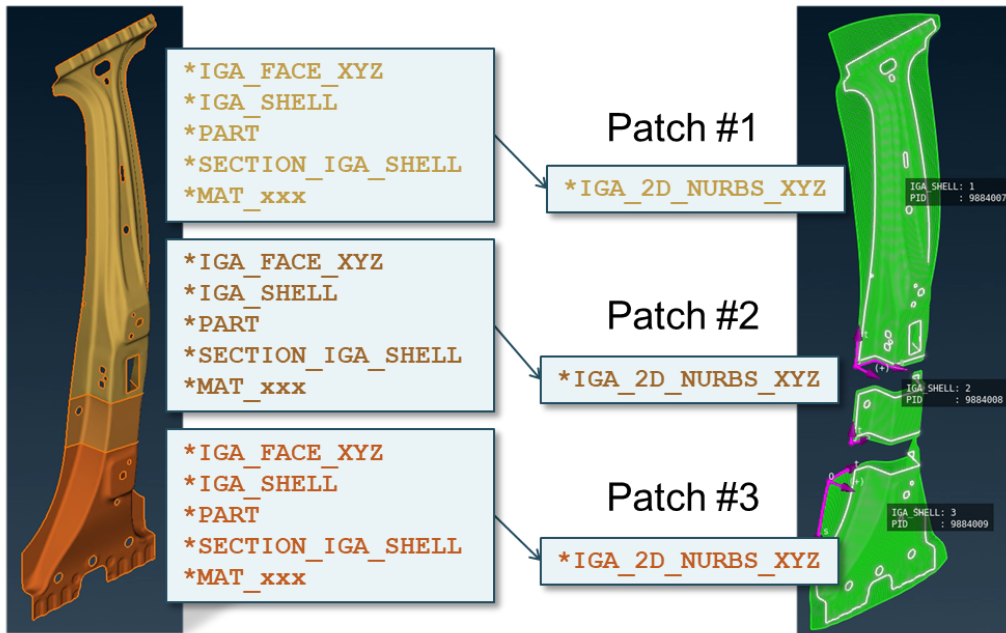 *IGA_FACE_XYZ
*IGA_SHELL
*PART
*SECTION_IGA_SHELL
*MAT_xxx
Patch #1
*IGA_2D_NURBS_XYZ
IGA_SHELL: 1
PID : 9884007
*IGA_FACE_XYZ
*IGA_SHELL
*PART
*SECTION_IGA_SHELL
*MAT_xxx
Patch #2
*IGA_2D_NURBS_XYZ
(+)
IGA_SHELL: 2
PID : 9884008
*IGA_FACE_XYZ
*IGA_SHELL
*PART
*SECTION_IGA_SHELL
*MAT_xxx
Patch #3
*IGA_2D_NURBS_XYZ
IGA_SHELL: 3
PID : 9884009